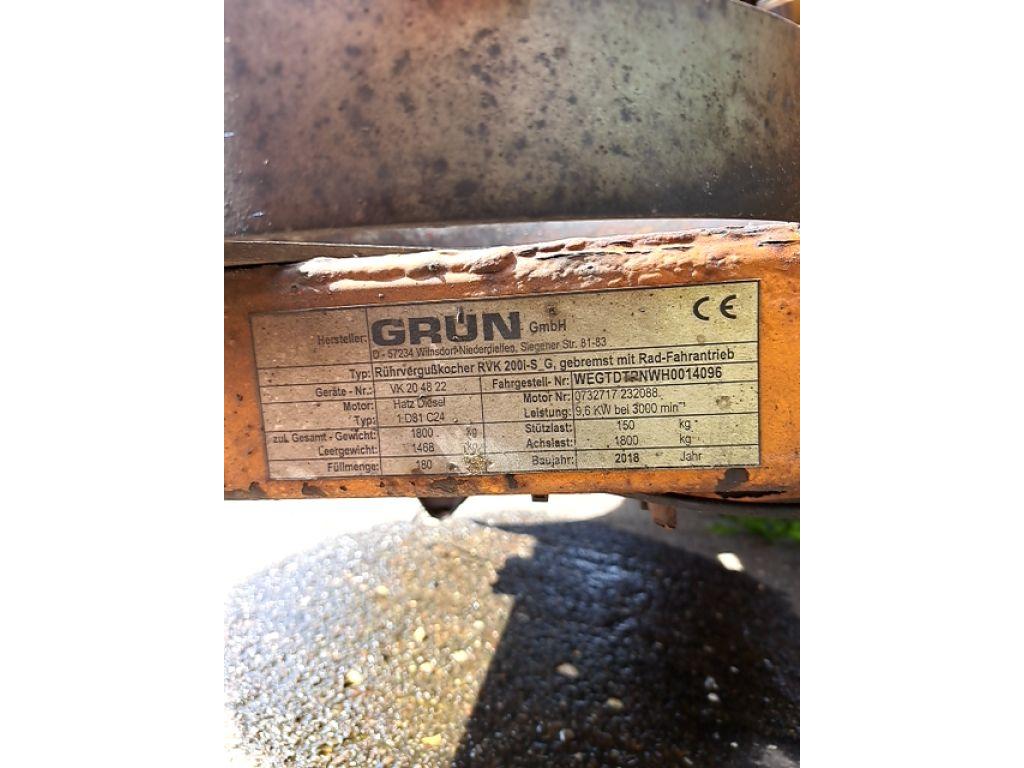 CE
Hersteller: GRÜN GmbH
D - 57234 Wilnsdorf-Niederdielfen, Siegener Str. 81-83
Typ: Rührvergußkocher RVK 200l-S_G, gebremst mit Rad-Fahrantrieb
Geräte - Nr.: VK 20 48 22 Fahrgestell- Nr: WEGTDTPNWH0014096
Motor: Hatz Diesel Motor Nr: 0732717 232088
Typ: 1 D81 C24 Leistung: 9,6 KW bei 3000 min⁻¹
zul. Gesamt - Gewicht: 1800 kg Stützlast: 150 kg
Leergewicht: 1468 kg Achslast: 1800 kg
Füllmenge: 180 Baujahr: 2018 Jahr